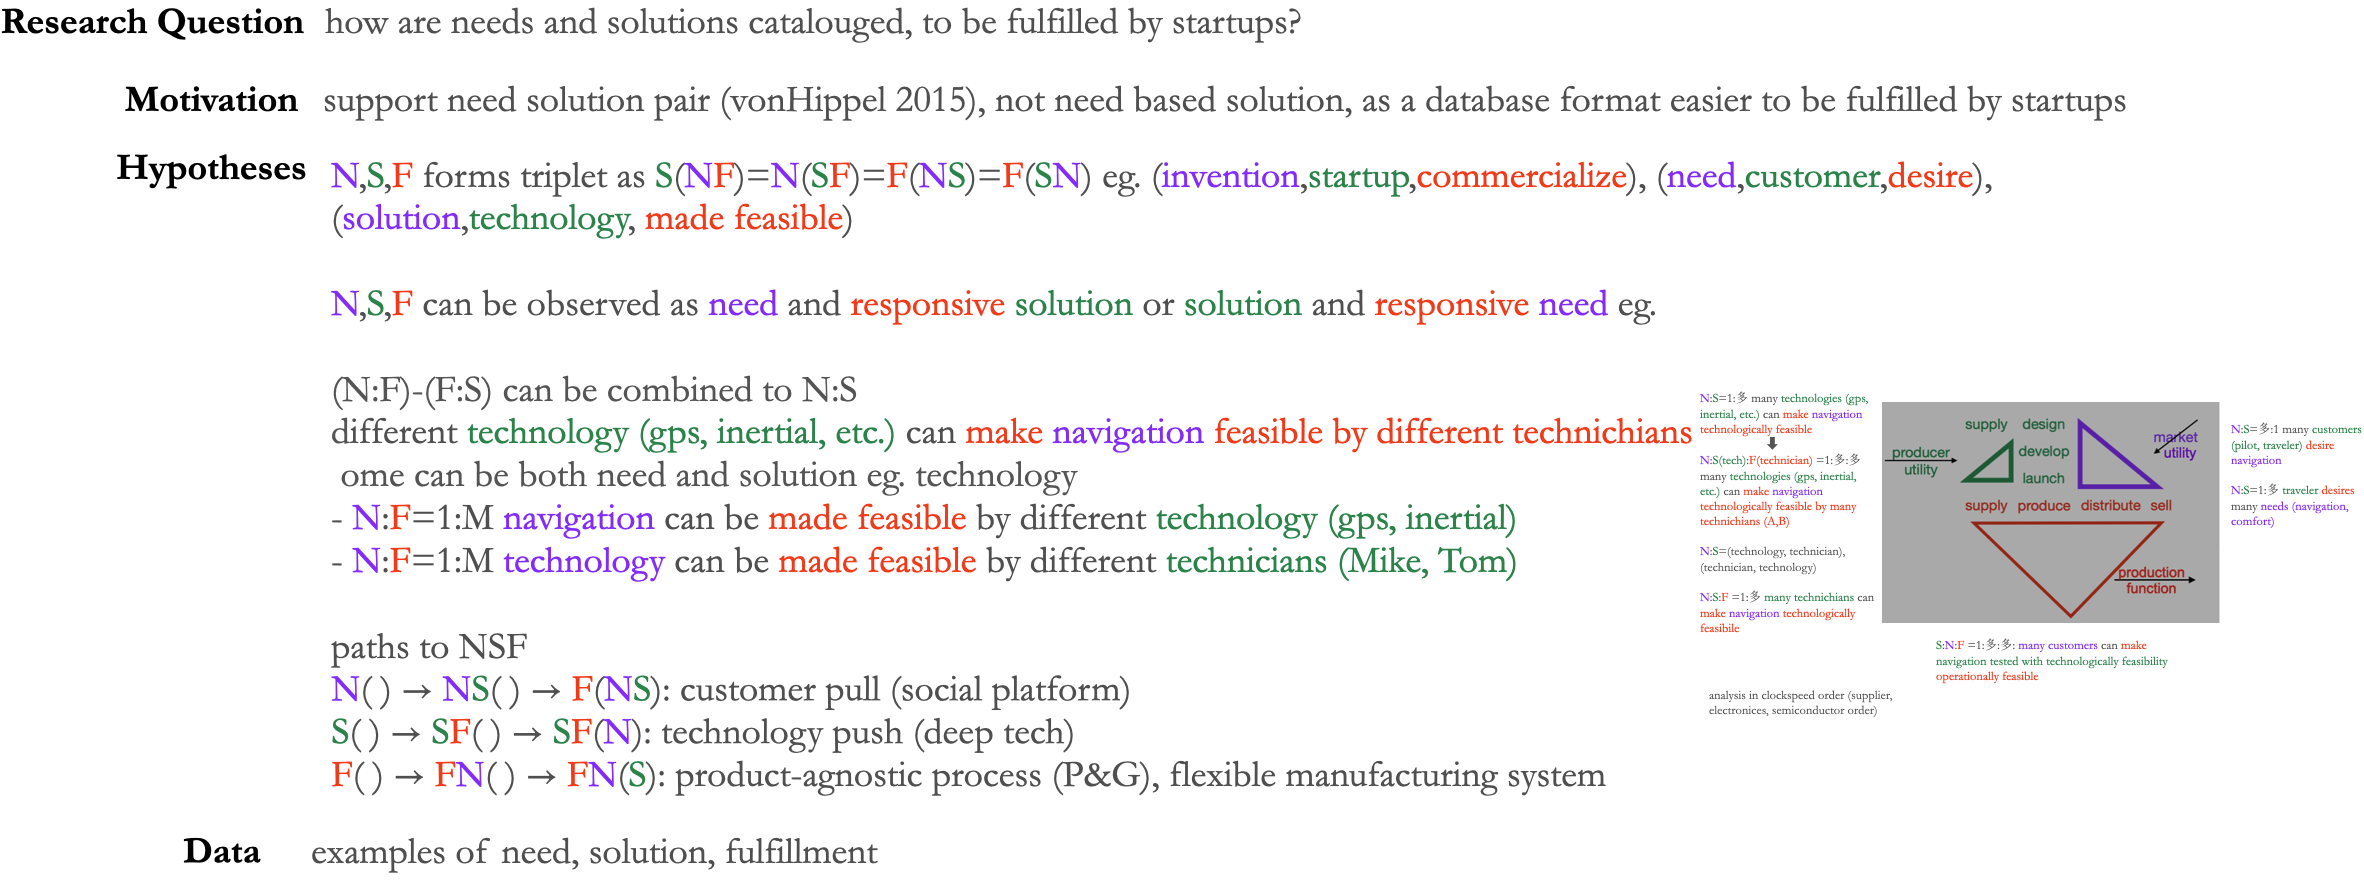 Research Question how are needs and solutions catalouged, to be fulfilled by startups?
Motivation support need solution pair (vonHippel 2015), not need based solution, as a database format easier to be fulfilled by startups
Hypotheses N,S,F forms triplet as S(NF)=N(SF)=F(NS)=F(SN) eg. (invention,startup,commercialize), (need,customer,desire),
(solution,technology, made feasible)
N,S,F can be observed as need and responsive solution or solution and responsive need eg.
(N:F)-(F:S) can be combined to N:S
different technology (gps, inertial, etc.) can make navigation feasible by different technichians
ome can be both need and solution eg. technology
- N:F=1:M navigation can be made feasible by different technology (gps, inertial)
- N:F=1:M technology can be made feasible by different technicians (Mike, Tom)
paths to NSF
N( ) → NS( ) → F(NS): customer pull (social platform)
S( ) → SF( ) → SF(N): technology push (deep tech)
F( ) → FN( ) → FN(S): product-agnostic process (P&G), flexible manufacturing system
N:S=1:多 many technologies (gps,
inertial, etc.) can make navigation
technologically feasible
N:S(tech):F(technician) =1:多:多
many technologies (gps, inertial,
etc.) can make navigation
technologically feasible by many
technichians (A,B)
N:S=(technology, technician),
(technician, technology)
N:S:F =1:多 many technichians can
make navigation technologically
feasibile
producer
utility
supply design
develop
launch
market
utility
supply produce distribute sell
production
function
N:S=多:1 many customers
(pilot, traveler) desire
navigation
N:S=1:多 traveler desires
many needs (navigation,
comfort)
S:N:F =1:多:多: many customers can make
navigation tested with technologically feasibility
operationally feasible
analysis in clockspeed order (supplier,
electronices, semiconductor order)
Data examples of need, solution, fulfillment